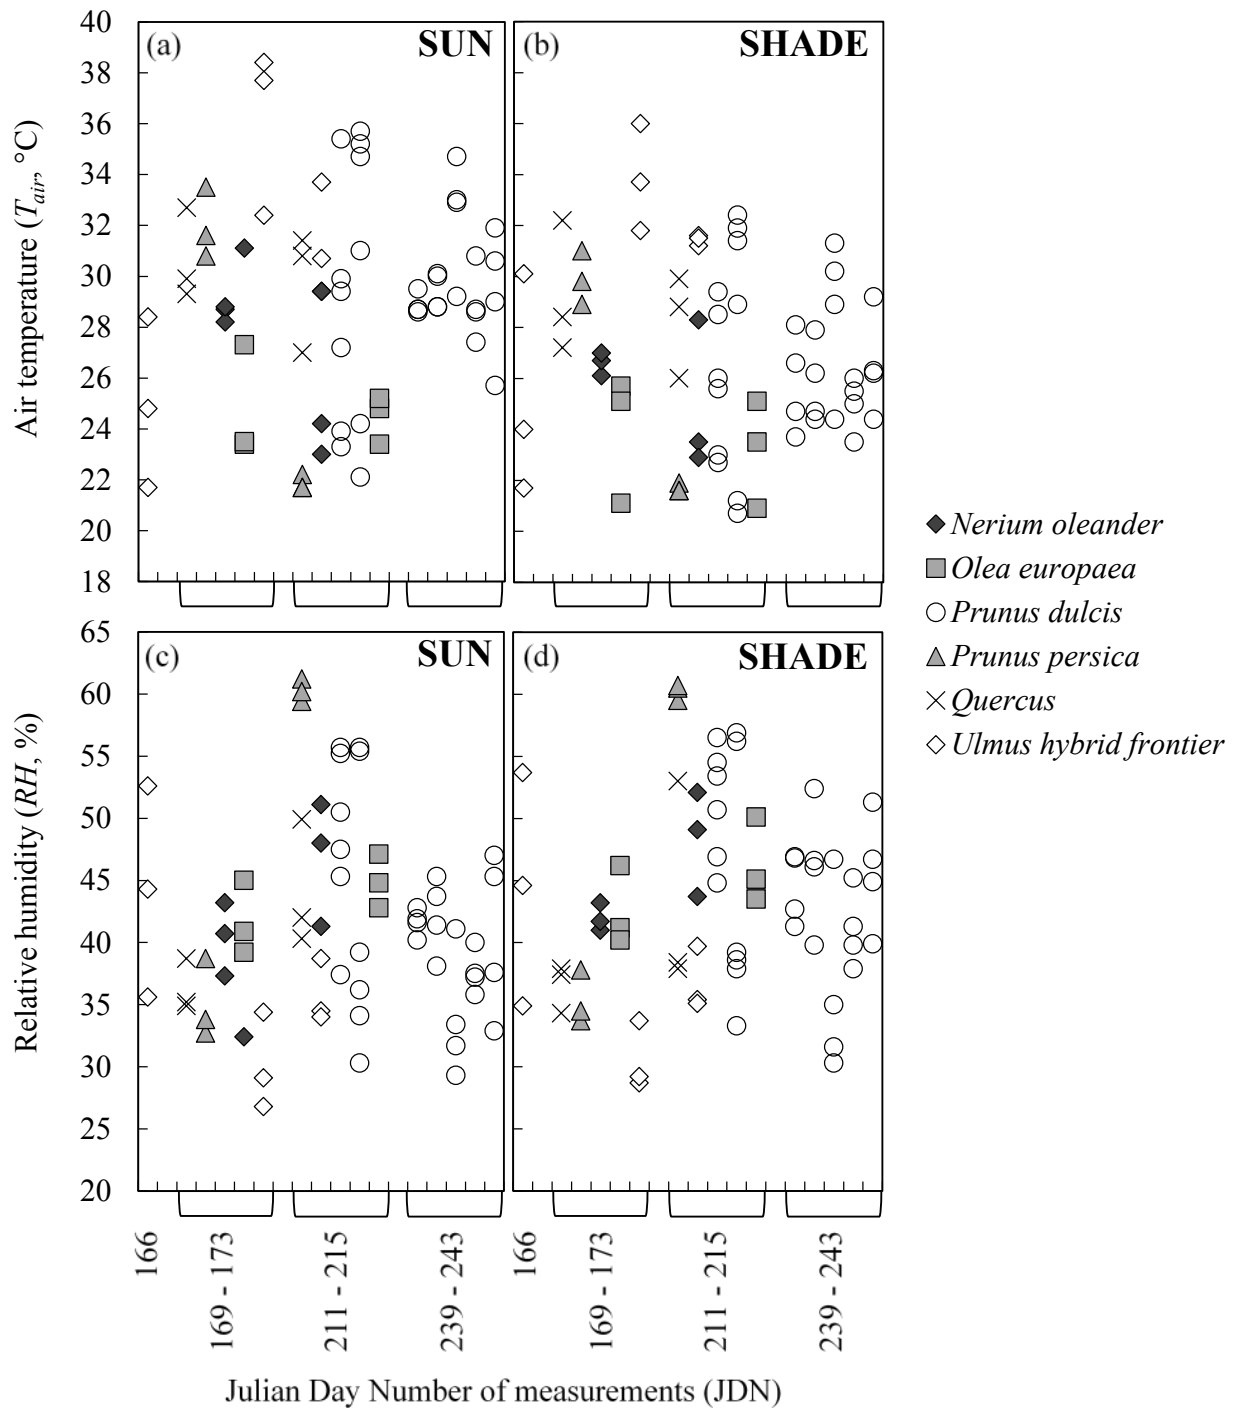 (a) SUN
(b) SHADE
Air temperature (Tair, °C)
40
38
36
34
32
30
28
26
24
22
20
18
Nerium oleander
Olea europaea
Prunus dulcis
Prunus persica
Quercus
Ulmus hybrid frontier
(c) SUN
(d) SHADE
Relative humidity (RH, %)
65
60
55
50
45
40
35
30
25
20
166
169 - 173
211 - 215
239 - 243
166
169 - 173
211 - 215
239 - 243
Julian Day Number of measurements (JDN)